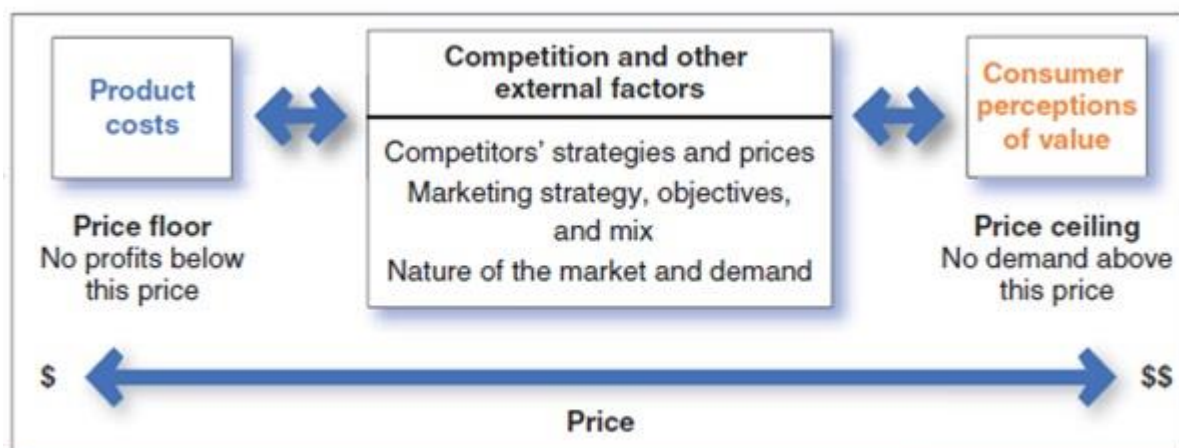 Product
costs
Price floor
No profits below
this price
Competition and other
external factors
Competitors’ strategies and prices
Marketing strategy, objectives,
and mix
Nature of the market and demand
Consumer
perceptions
of value
Price ceiling
No demand above
this price
$
$$
Price